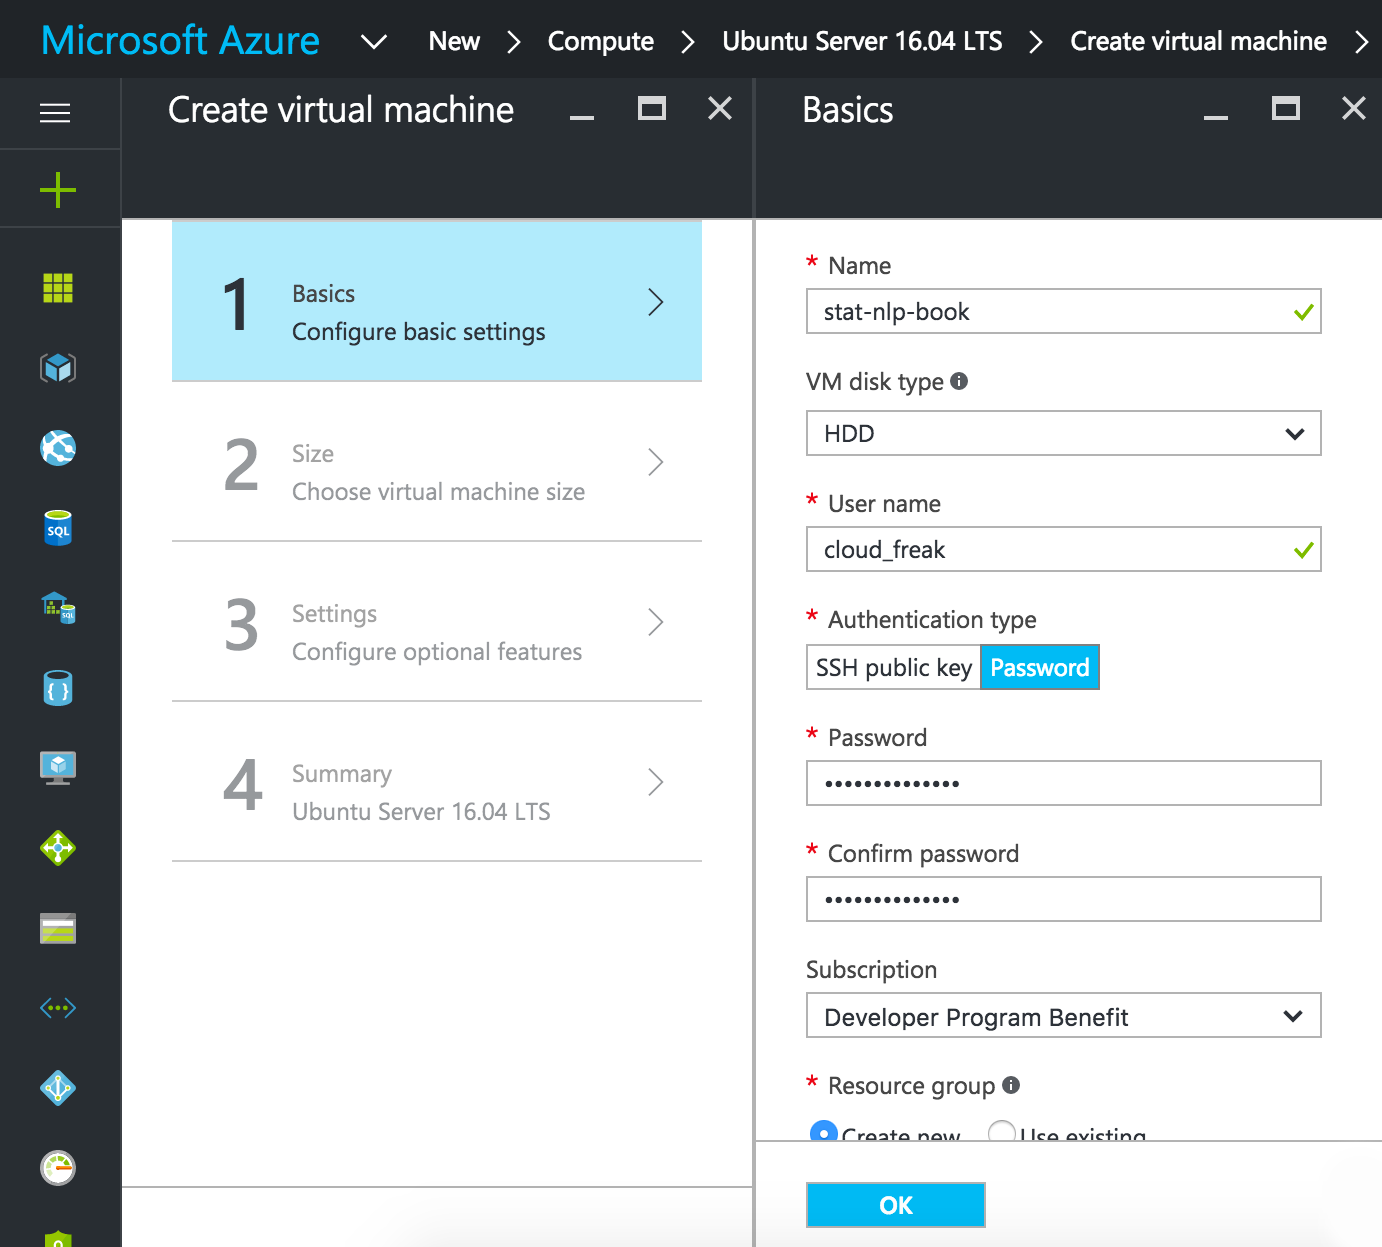 Microsoft Azure New Compute Ubuntu Server 16.04 LTS Create virtual machine
Create virtual machine
1
Basics
Configure basic settings
2
Size
Choose virtual machine size
3
Settings
Configure optional features
4
Summary
Ubuntu Server 16.04 LTS
SQL
SQL
{ }
Basics
* Name
stat-nlp-book
VM disk type
HDD
* User name
cloud_freak
* Authentication type
SSH public key Password
* Password
••••••••••••••
* Confirm password
••••••••••••••
Subscription
Developer Program Benefit
* Resource group
Create new Use existing
OK